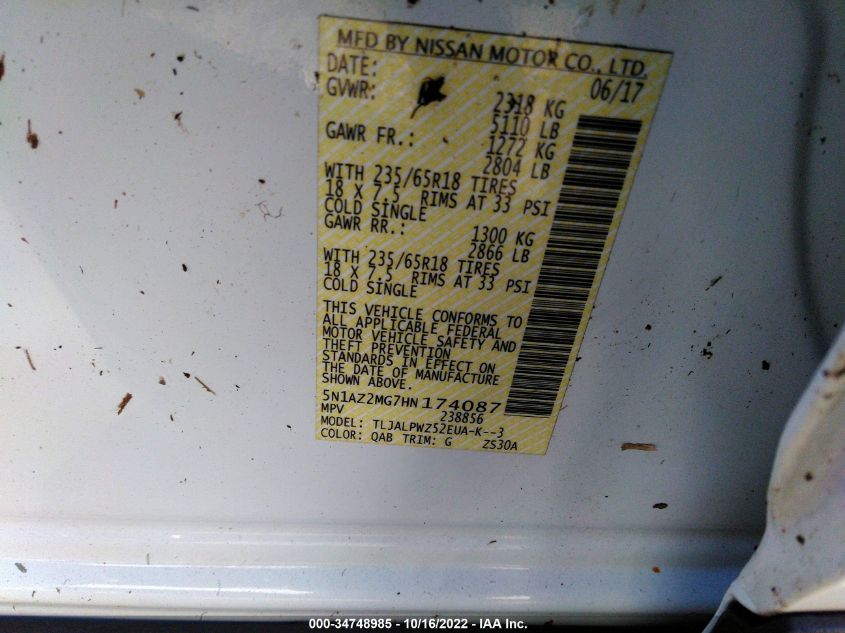 MFD BY NISSAN MOTOR CO., LTD.
DATE: 06/17
GVWR: 2318 KG
5110 LB
GAWR FR.: 1272 KG
2804 LB
WITH 235/65R18 TIRES
18 X 7.5 RIMS AT 33 PSI
COLD SINGLE
GAWR RR.: 1300 KG
2866 LB
WITH 235/65R18 TIRES
18 X 7.5 RIMS AT 33 PSI
COLD SINGLE
THIS VEHICLE CONFORMS TO
ALL APPLICABLE FEDERAL
MOTOR VEHICLE SAFETY AND
THEFT PREVENTION
STANDARDS IN EFFECT ON
THE DATE OF MANUFACTURE
SHOWN ABOVE.
5N1AZ2MG7HN174087
MPV 238856
MODEL: TLJALPWZ52EUA-K--3
COLOR: QAB TRIM: G ZS30A
000-34748985 - 10/16/2022 - IAA Inc.